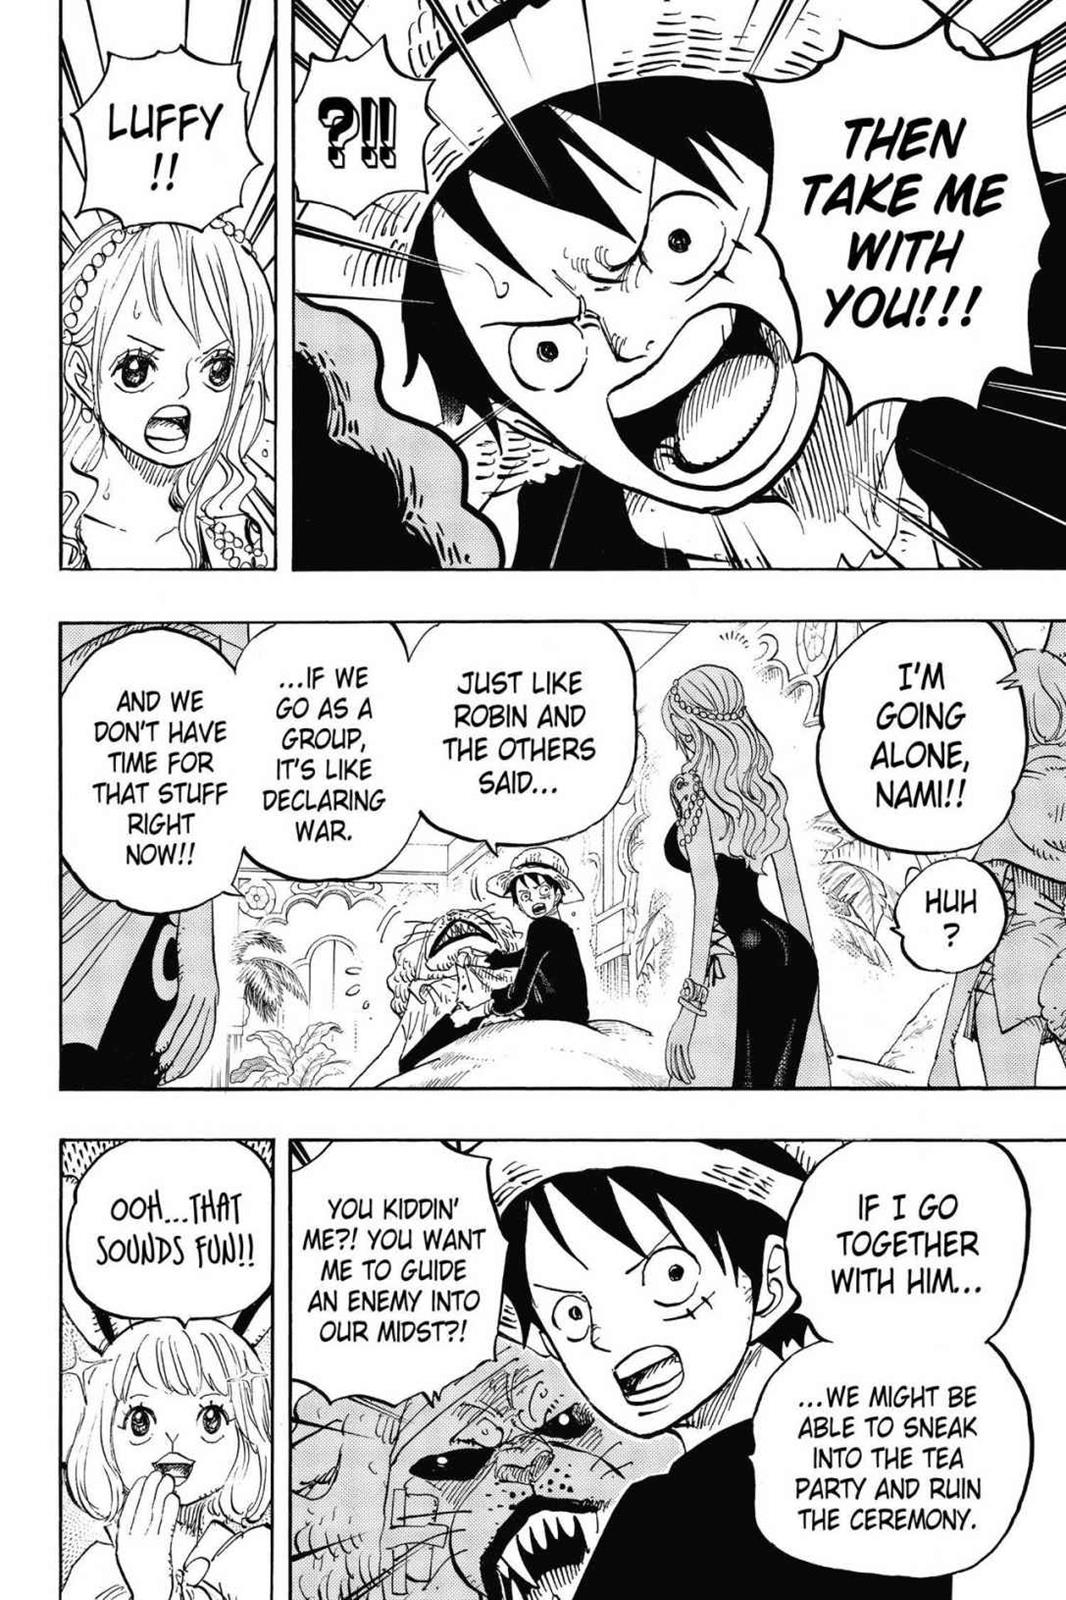 THEN
TAKE ME
WITH
YOU!!!
?!!
LUFFY
!!
I'M
GOING
ALONE,
NAMI!!
HUH
?
JUST LIKE
ROBIN AND
THE OTHERS
SAID...
...IF WE
GO AS A
GROUP,
IT'S LIKE
DECLARING
WAR.
AND WE
DON'T HAVE
TIME FOR
THAT STUFF
RIGHT
NOW!!
IF I GO
TOGETHER
WITH HIM...
...WE MIGHT BE
ABLE TO SNEAK
INTO THE TEA
PARTY AND RUIN
THE CEREMONY.
YOU KIDDIN'
ME?! YOU WANT
ME TO GUIDE
AN ENEMY INTO
OUR MIDST?!
OOH...THAT
SOUNDS FUN!!